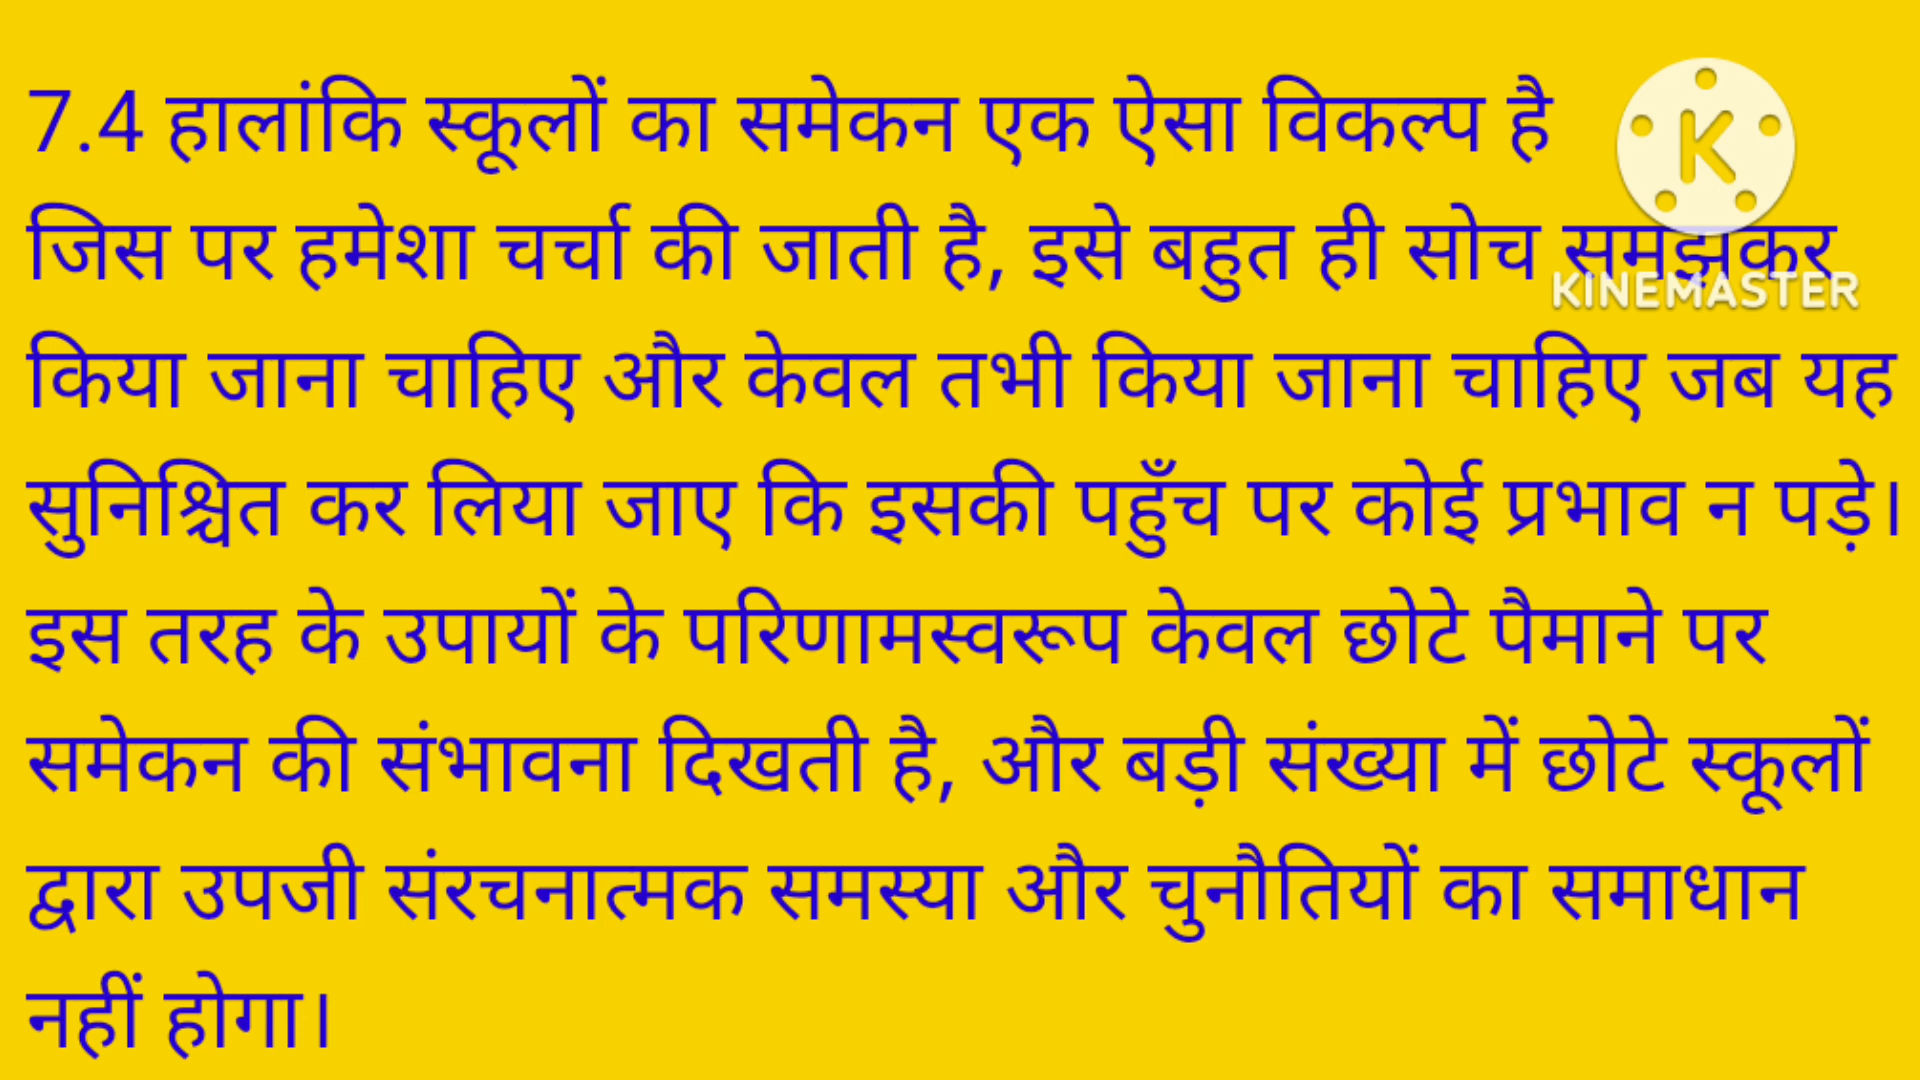 7.4 हालांकि स्कूलों का समेकन एक ऐसा विकल्प है
जिस पर हमेशा चर्चा की जाती है, इसे बहुत ही सोच समझकर
किया जाना चाहिए और केवल तभी किया जाना चाहिए जब यह
सुनिश्चित कर लिया जाए कि इसकी पहुँच पर कोई प्रभाव न पड़े।
इस तरह के उपायों के परिणामस्वरूप केवल छोटे पैमाने पर
समेकन की संभावना दिखती है, और बड़ी संख्या में छोटे स्कूलों
द्वारा उपजी संरचनात्मक समस्या और चुनौतियों का समाधान
नहीं होगा।
K
KINEMASTER